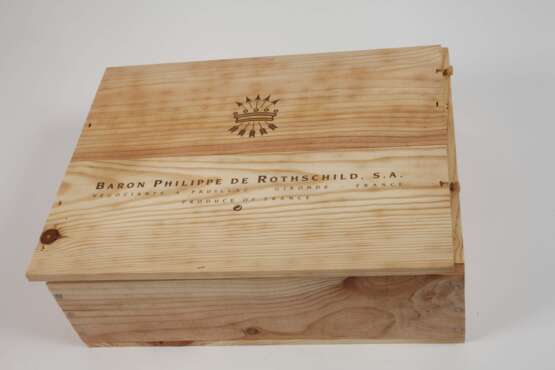 BARON PHILIPPE DE ROTHSCHILD, S.A.
NÉGOCIANTS À PAUILLAC GIRONDE FRANCE
PRODUCE OF FRANCE